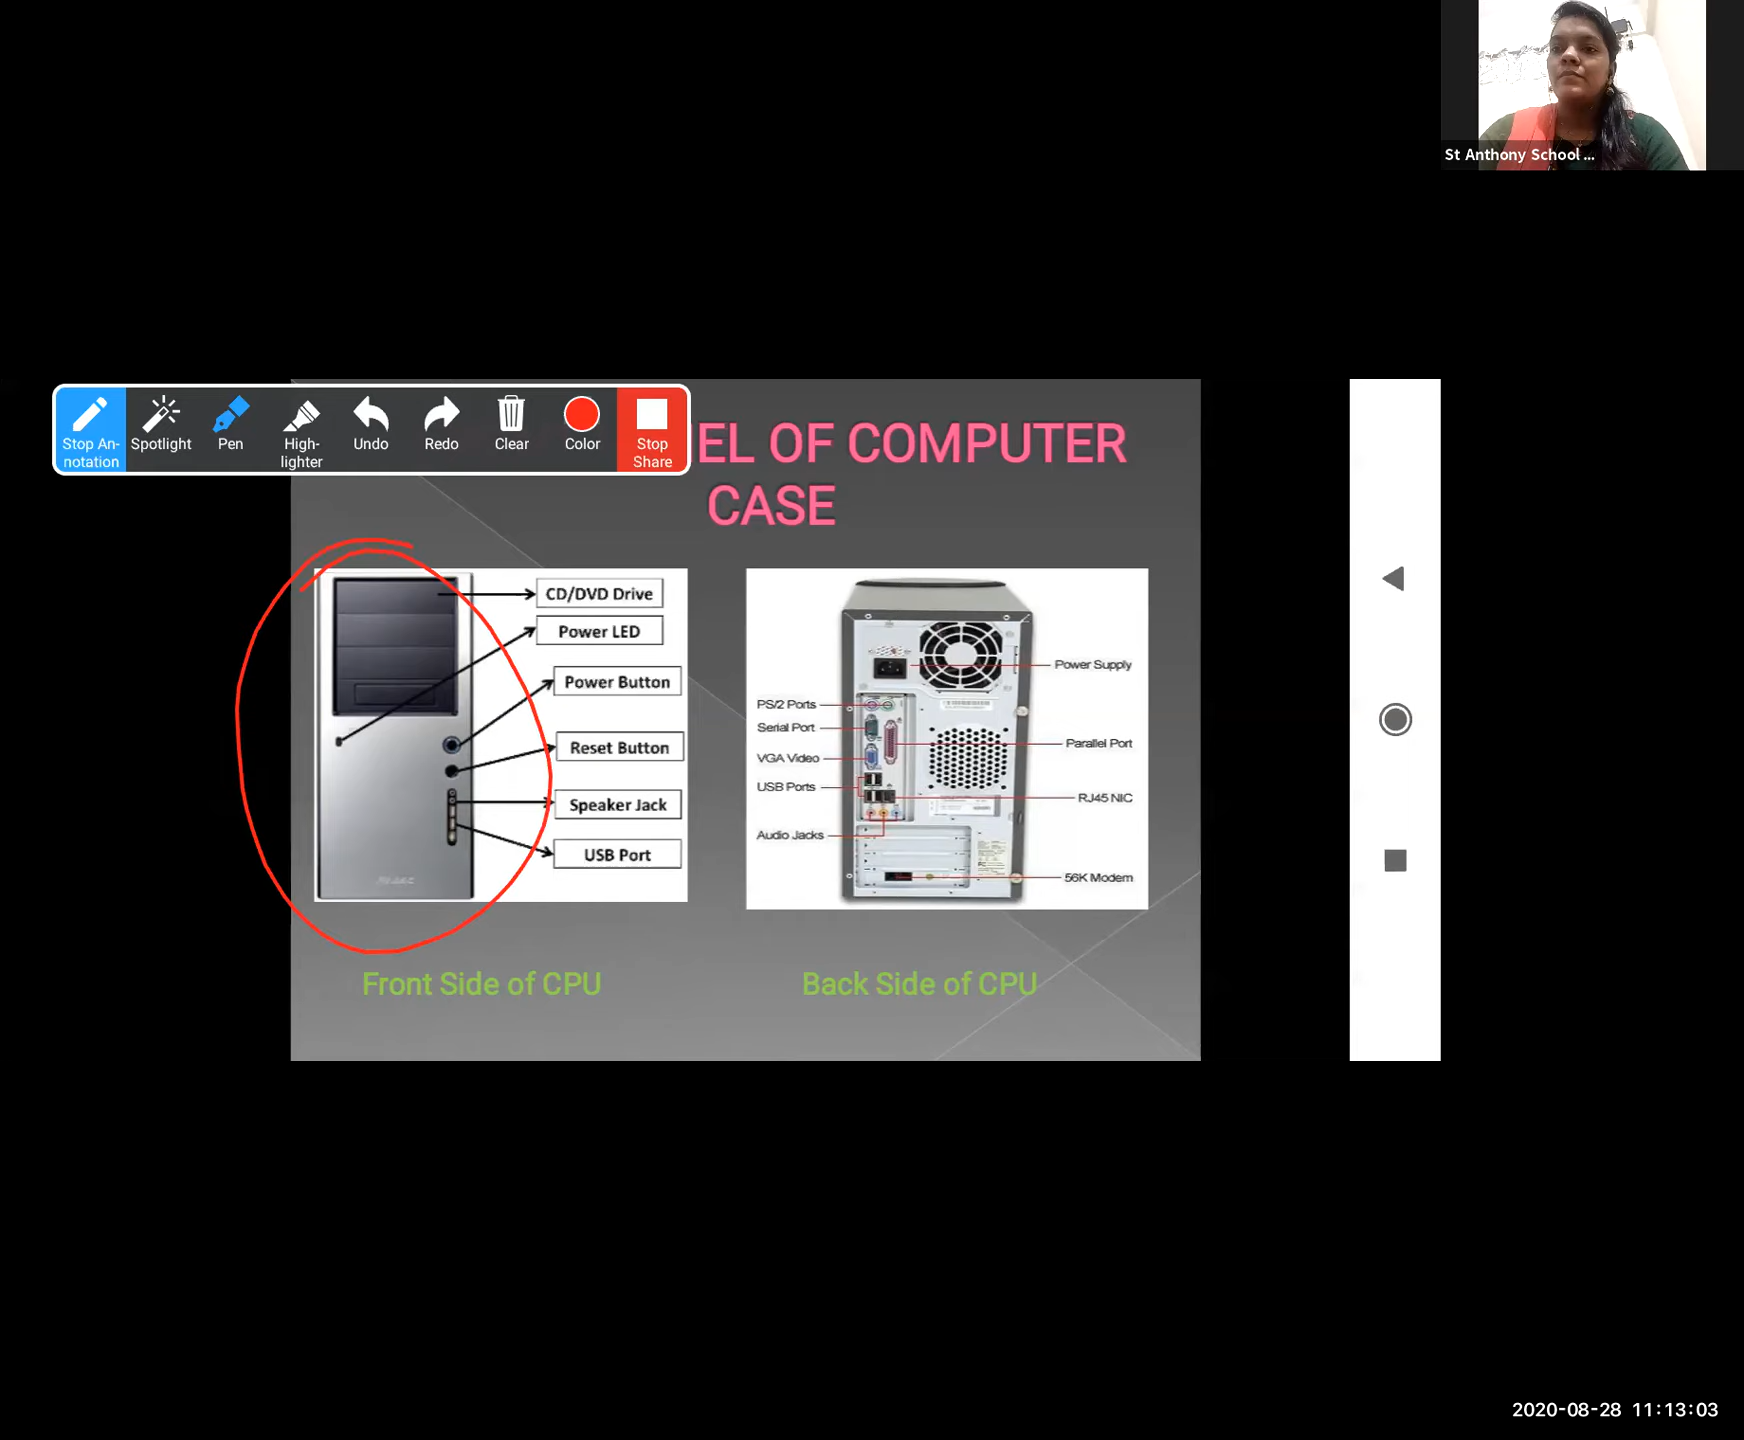 St Anthony School ...
Stop An-
notation
Spotlight
Pen
High-
lighter
Undo
Redo
Clear
Color
Stop
Share
EL OF COMPUTER
CASE
CD/DVD Drive
Power LED
Power Button
Reset Button
Speaker Jack
USB Port
Power Supply
PS/2 Ports
Serial Port
Parallel Port
VGA Video
USB Ports
RJ45 NIC
Audio Jacks
56K Modem
Front Side of CPU
Back Side of CPU
2020-08-28 11:13:03